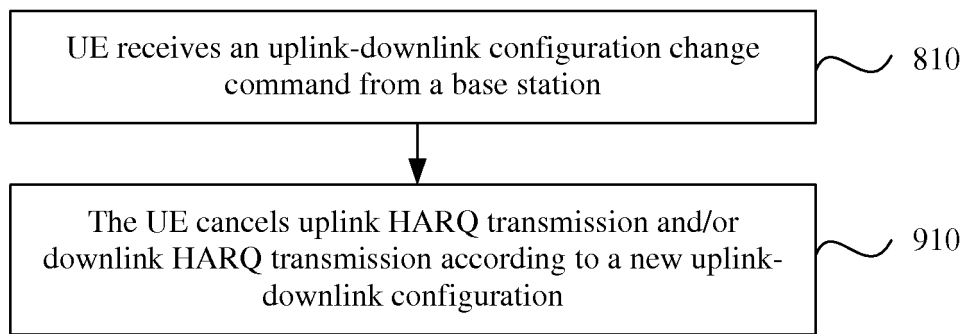 UE receives an uplink-downlink configuration change
command from a base station
810
The UE cancels uplink HARQ transmission and/or
downlink HARQ transmission according to a new uplink-
downlink configuration
910